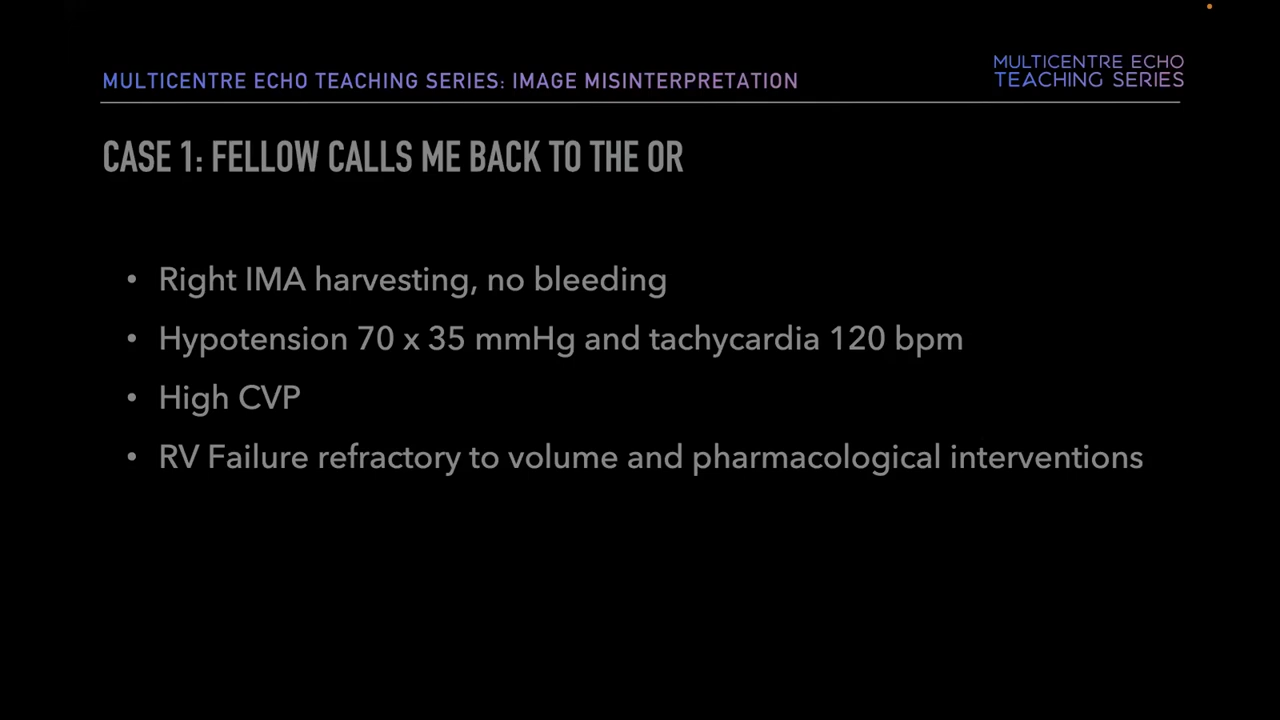 MULTICENTRE ECHO TEACHING SERIES: IMAGE MISINTERPRETATION
MULTICENTRE ECHO
TEACHING SERIES
CASE 1: FELLOW CALLS ME BACK TO THE OR
• Right IMA harvesting, no bleeding
• Hypotension 70 x 35 mmHg and tachycardia 120 bpm
• High CVP
• RV Failure refractory to volume and pharmacological interventions